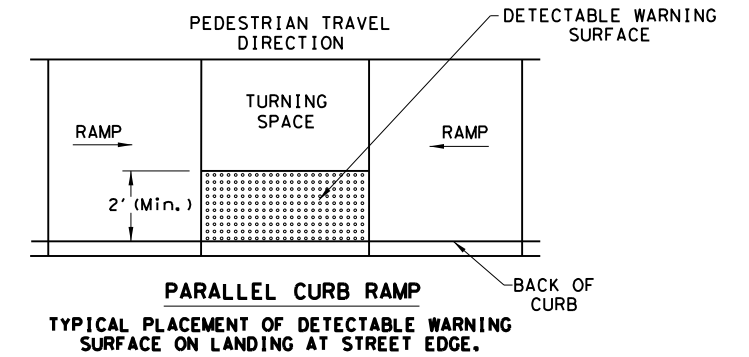 PEDESTRIAN TRAVEL
DIRECTION
DETECTABLE WARNING
SURFACE
TURNING
SPACE
RAMP
RAMP
2' (Min.)
BACK OF
CURB
PARALLEL CURB RAMP
TYPICAL PLACEMENT OF DETECTABLE WARNING
SURFACE ON LANDING AT STREET EDGE.